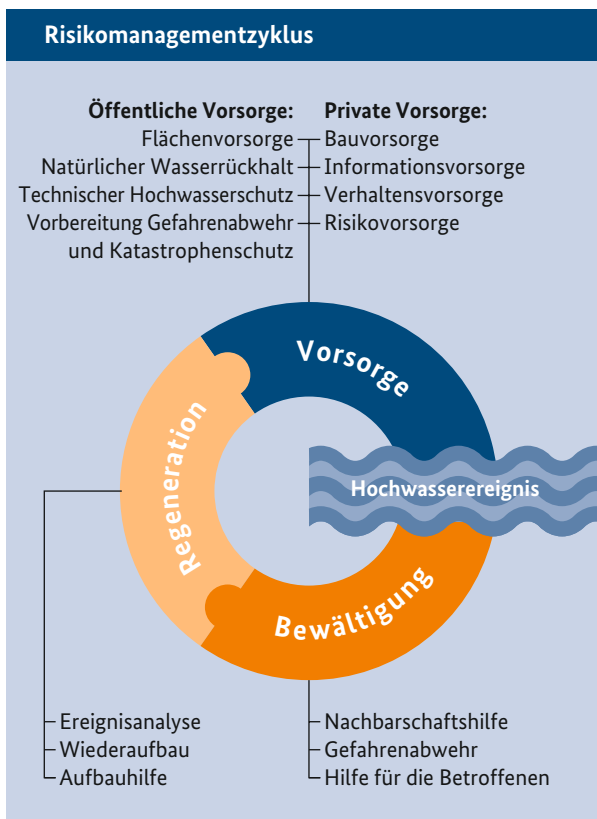 Risikomanagementzyklus
Öffentliche Vorsorge:
Flächenvorsorge
Natürlicher Wasserrückhalt
Technischer Hochwasserschutz
Vorbereitung Gefahrenabwehr
und Katastrophenschutz
Private Vorsorge:
Bauvorsorge
Informationsvorsorge
Verhaltensvorsorge
Risikovorsorge
Vorsorge
Hochwasserereignis
Regeneration
Bewältigung
Ereignisanalyse
Wiederaufbau
Aufbauhilfe
Nachbarschaftshilfe
Gefahrenabwehr
Hilfe für die Betroffenen